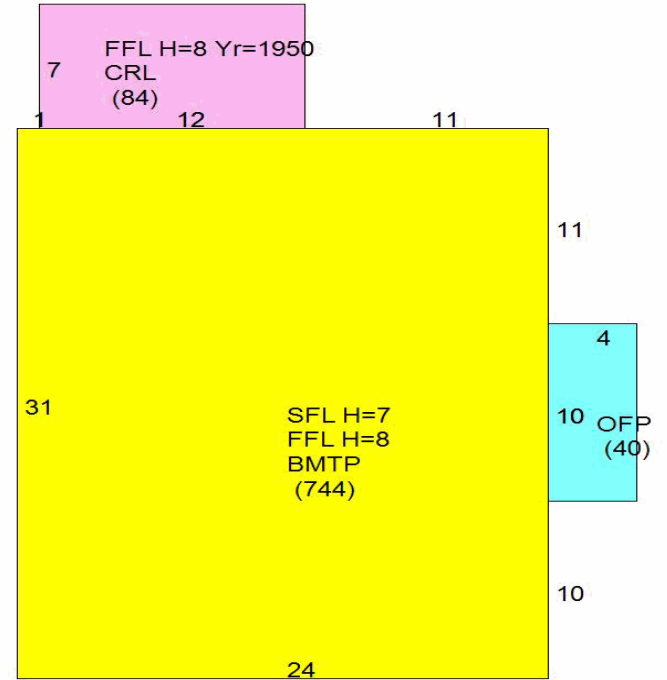 FFL H=8 Yr=1950
7
CRL
(84)
1
12
11
11
4
31
SFL H=7
10
OFP
FFL H=8
(40)
BMTP
(744)
10
24